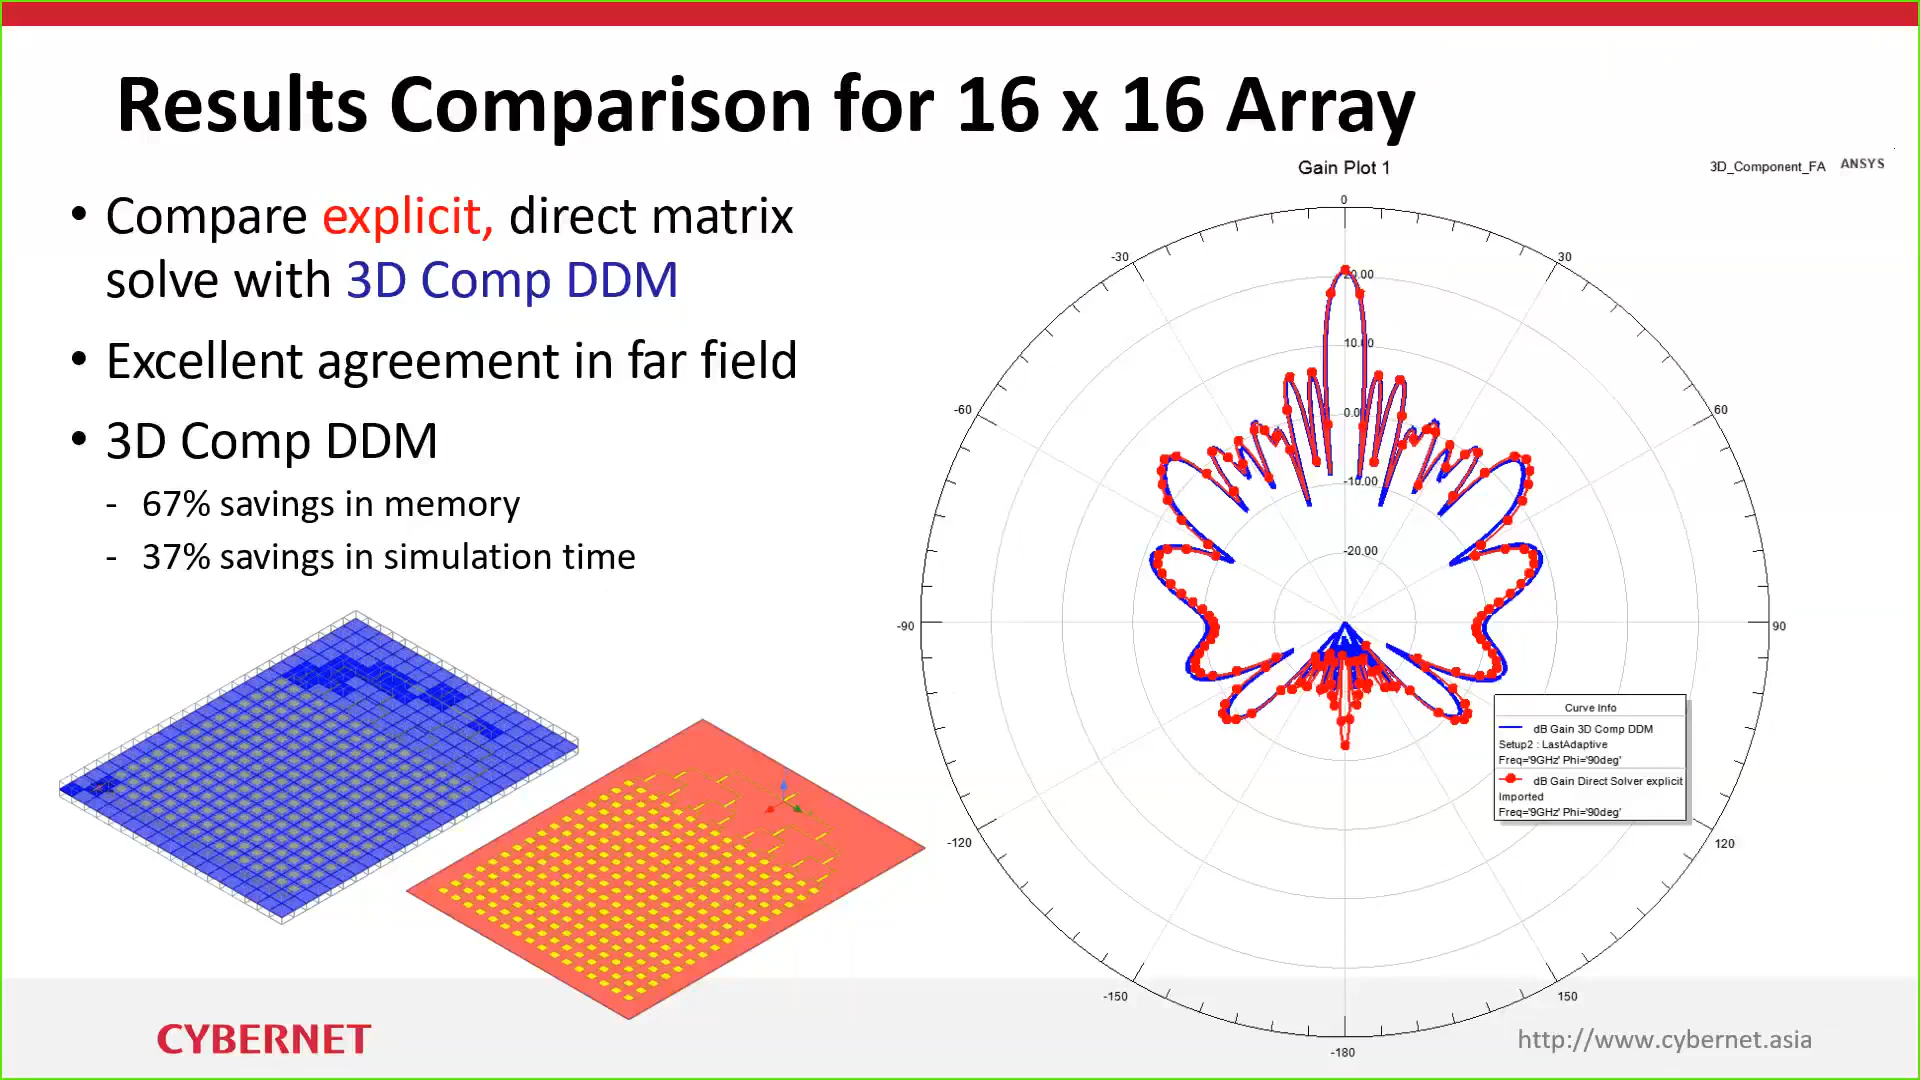 Results Comparison for 16 x 16 Array
• Compare explicit, direct matrix
solve with 3D Comp DDM
• Excellent agreement in far field
• 3D Comp DDM
- 67% savings in memory
- 37% savings in simulation time
Gain Plot 1
3D_Component_FA ANSYS
0
-30
30
-60
60
-90
90
-120
120
-150
150
-180
20.00
10.00
0.00
-10.00
-20.00
Curve Info
dB Gain 3D Comp DDM
Setup2 : LastAdaptive
Freq='9GHz' Phi='90deg'
dB Gain Direct Solver explicit
Imported
Freq='9GHz' Phi='90deg'
CYBERNET
http://www.cybernet.asia